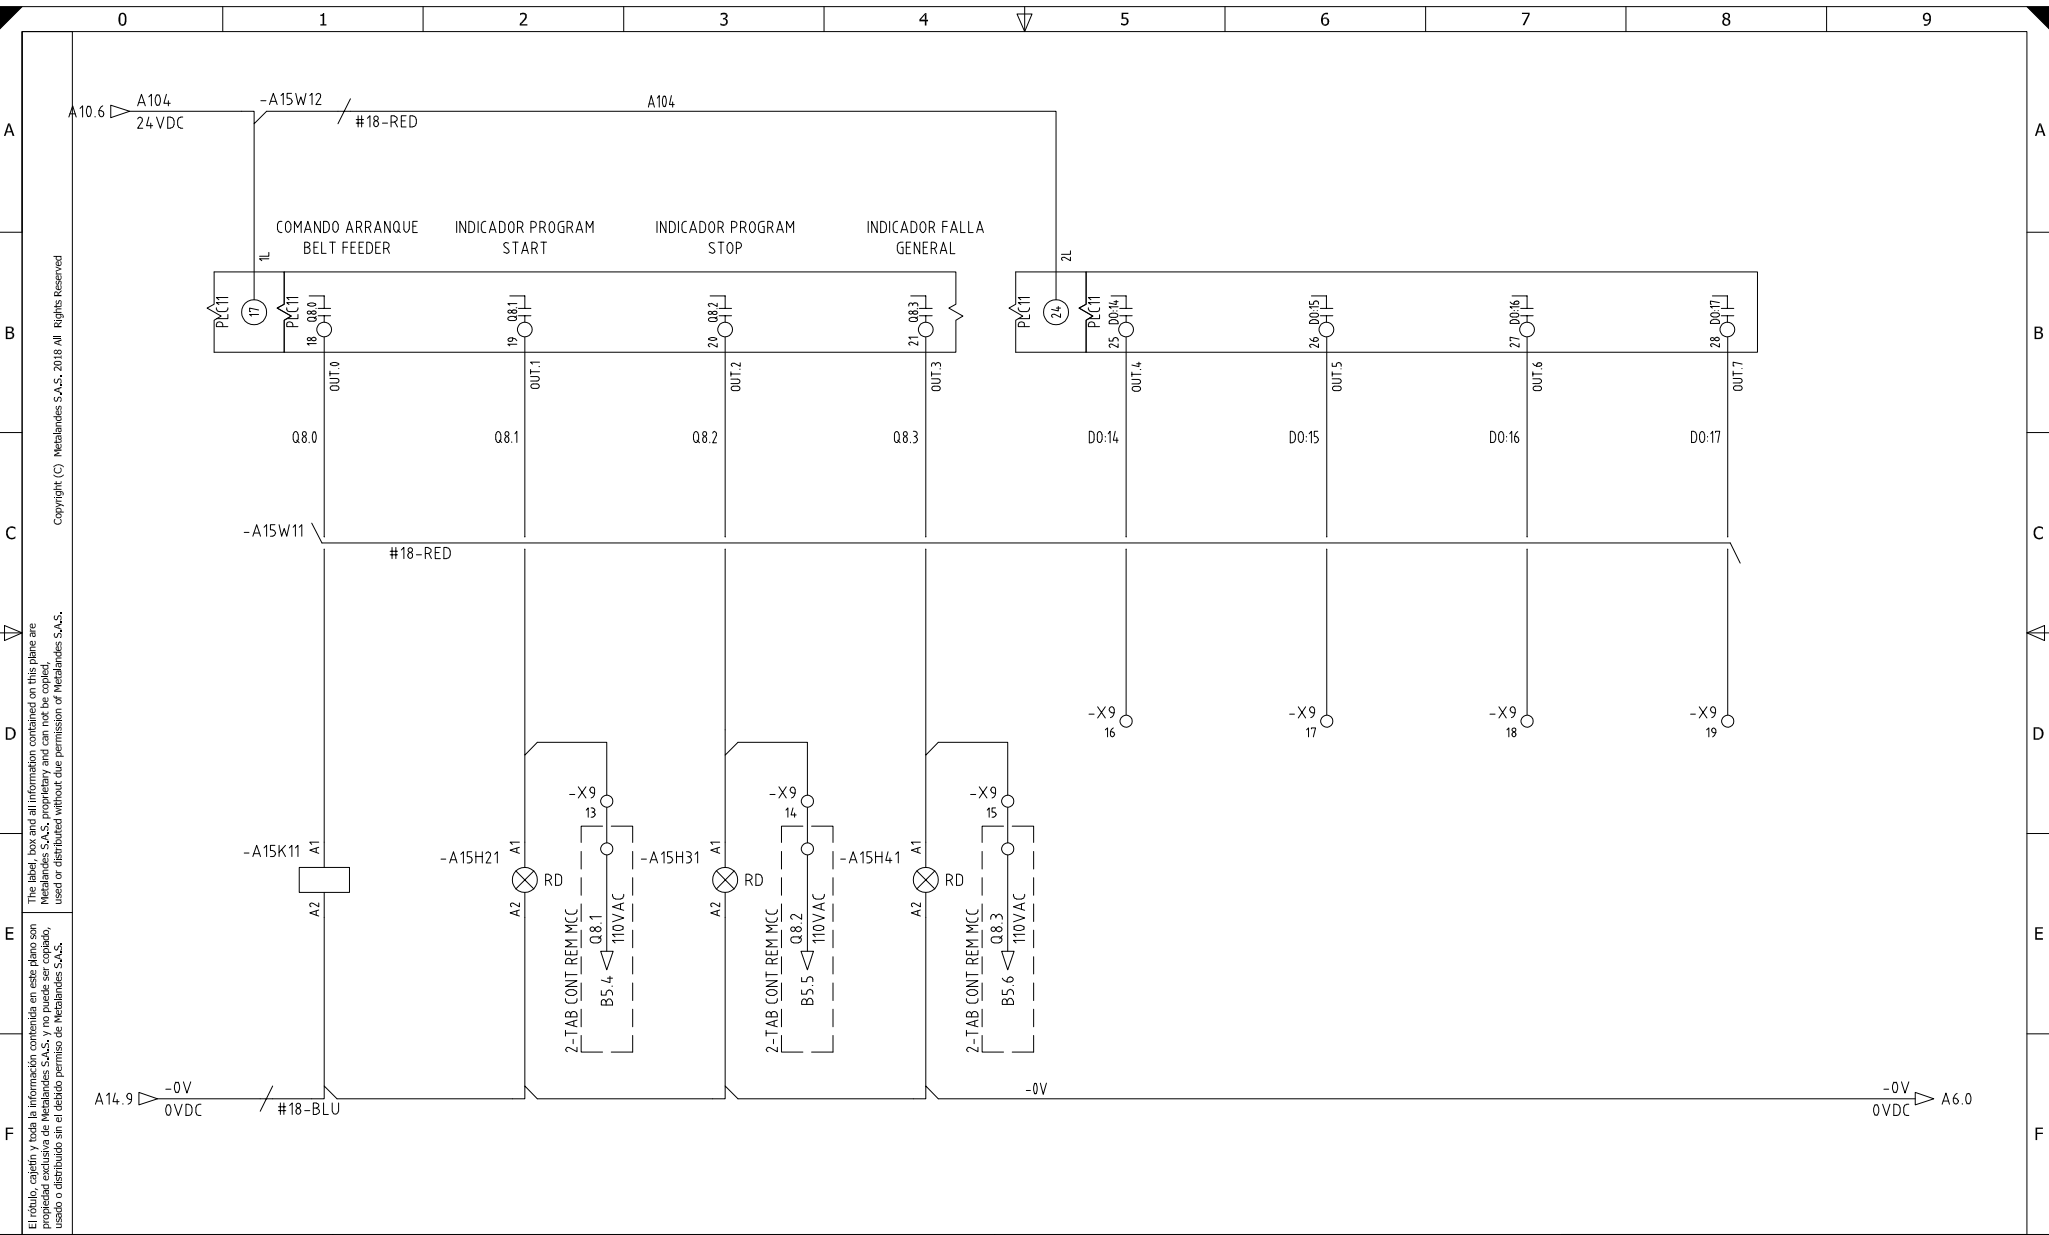 0 1 2 3 4 5 6 7 8 9
A
B
C
D
E
F
A
B
C
D
E
F
Copyright (C) Metalandes S.A.S. 2018 All Rights Reserved
The label, box and all information contained on this plane are
Metalandes S.A.S. proprietary and can not be copied,
used or distributed without due permission of Metalandes S.A.S.
El rótulo, cajetín y toda la información contenida en este plano son
propiedad exclusiva de Metalandes S.A.S. y no puede ser copiado,
usado o distribuido sin el debido permiso de Metalandes S.A.S.
A10.6
A104
24VDC
-A15W12
#18-RED
A104
COMANDO ARRANQUE
BELT FEEDER
INDICADOR PROGRAM
START
INDICADOR PROGRAM
STOP
INDICADOR FALLA
GENERAL
1L
2L
PLC11
17
PLC11
18
Q8.0
19
Q8.1
20
Q8.2
21
Q8.3
PLC11
24
PLC11
25
DO:14
26
DO:15
27
DO:16
28
DO:17
OUT.0
OUT.1
OUT.2
OUT.3
OUT.4
OUT.5
OUT.6
OUT.7
Q8.0
Q8.1
Q8.2
Q8.3
DO:14
DO:15
DO:16
DO:17
-A15W11
#18-RED
-X9
16
-X9
17
-X9
18
-X9
19
-X9
13
-X9
14
-X9
15
-A15K11
A1
A2
-A15H21
A1
RD
A2
2-TAB CONT REM MCC
Q8.1
110VAC
B5.4
-A15H31
A1
RD
A2
2-TAB CONT REM MCC
Q8.2
110VAC
B5.5
-A15H41
A1
RD
A2
2-TAB CONT REM MCC
Q8.3
110VAC
B5.6
A14.9
-0V
0VDC
#18-BLU
-0V
-0V
0VDC
A6.0